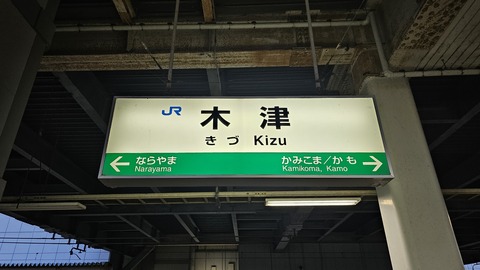 JR 木津
きづ Kizu
← ならやま かみこま/かも →
Narayama Kamikoma, Kamo